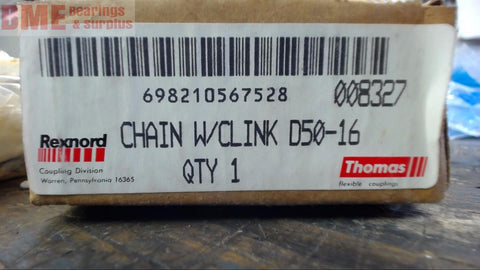 BME Bearings
& Surplus
698210567528
008327
Rexnord
CHAIN W/CLINK D50-16
Coupling Division
Warren, Pennsylvania 16365
QTY 1
Thomas
flexible couplings